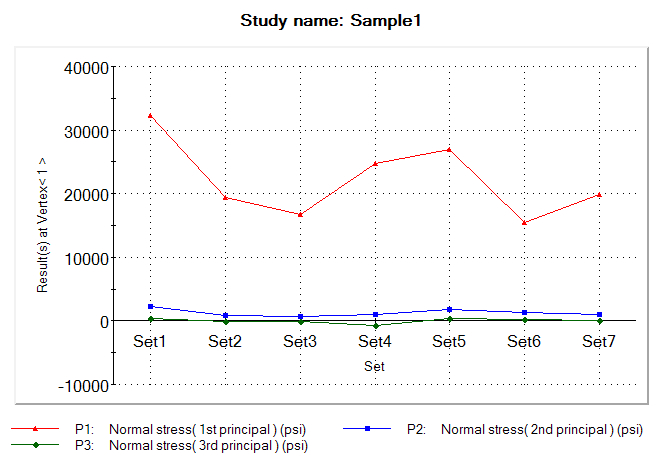 Study name: Sample1
40000
30000
20000
10000
0
-10000
Result(s) at Vertex< 1 >
Set1 Set2 Set3 Set4 Set5 Set6 Set7
Set
P1: Normal stress( 1st principal ) (psi) P2: Normal stress( 2nd principal ) (psi)
P3: Normal stress( 3rd principal ) (psi)